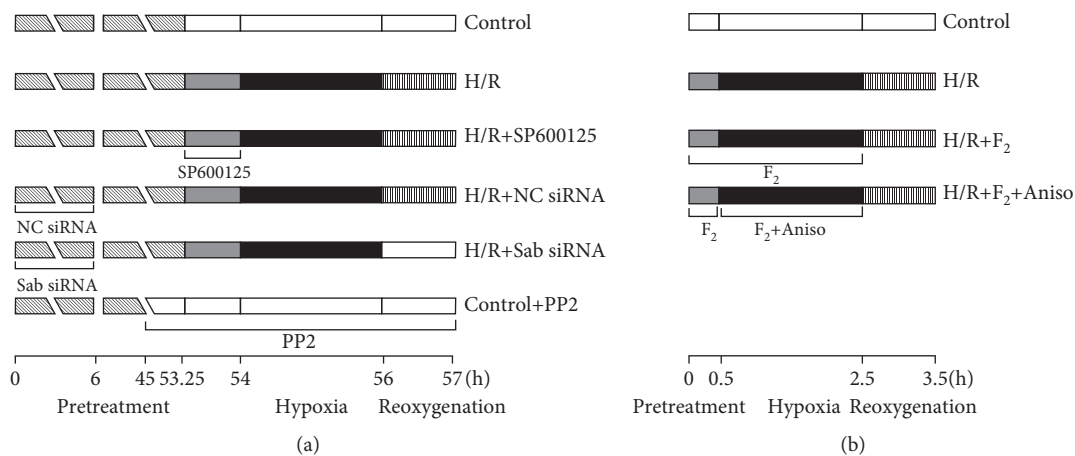 Control
H/R
H/R+SP600125
SP600125
H/R+NC siRNA
NC siRNA
H/R+Sab siRNA
Sab siRNA
Control+PP2
PP2
0 6 45 53.25 54 56 57 (h)
Pretreatment Hypoxia Reoxygenation
(a)
Control
H/R
H/R+F2
F2
H/R+F2+Aniso
F2 F2+Aniso
0 0.5 2.5 3.5(h)
Pretreatment Hypoxia Reoxygenation
(b)